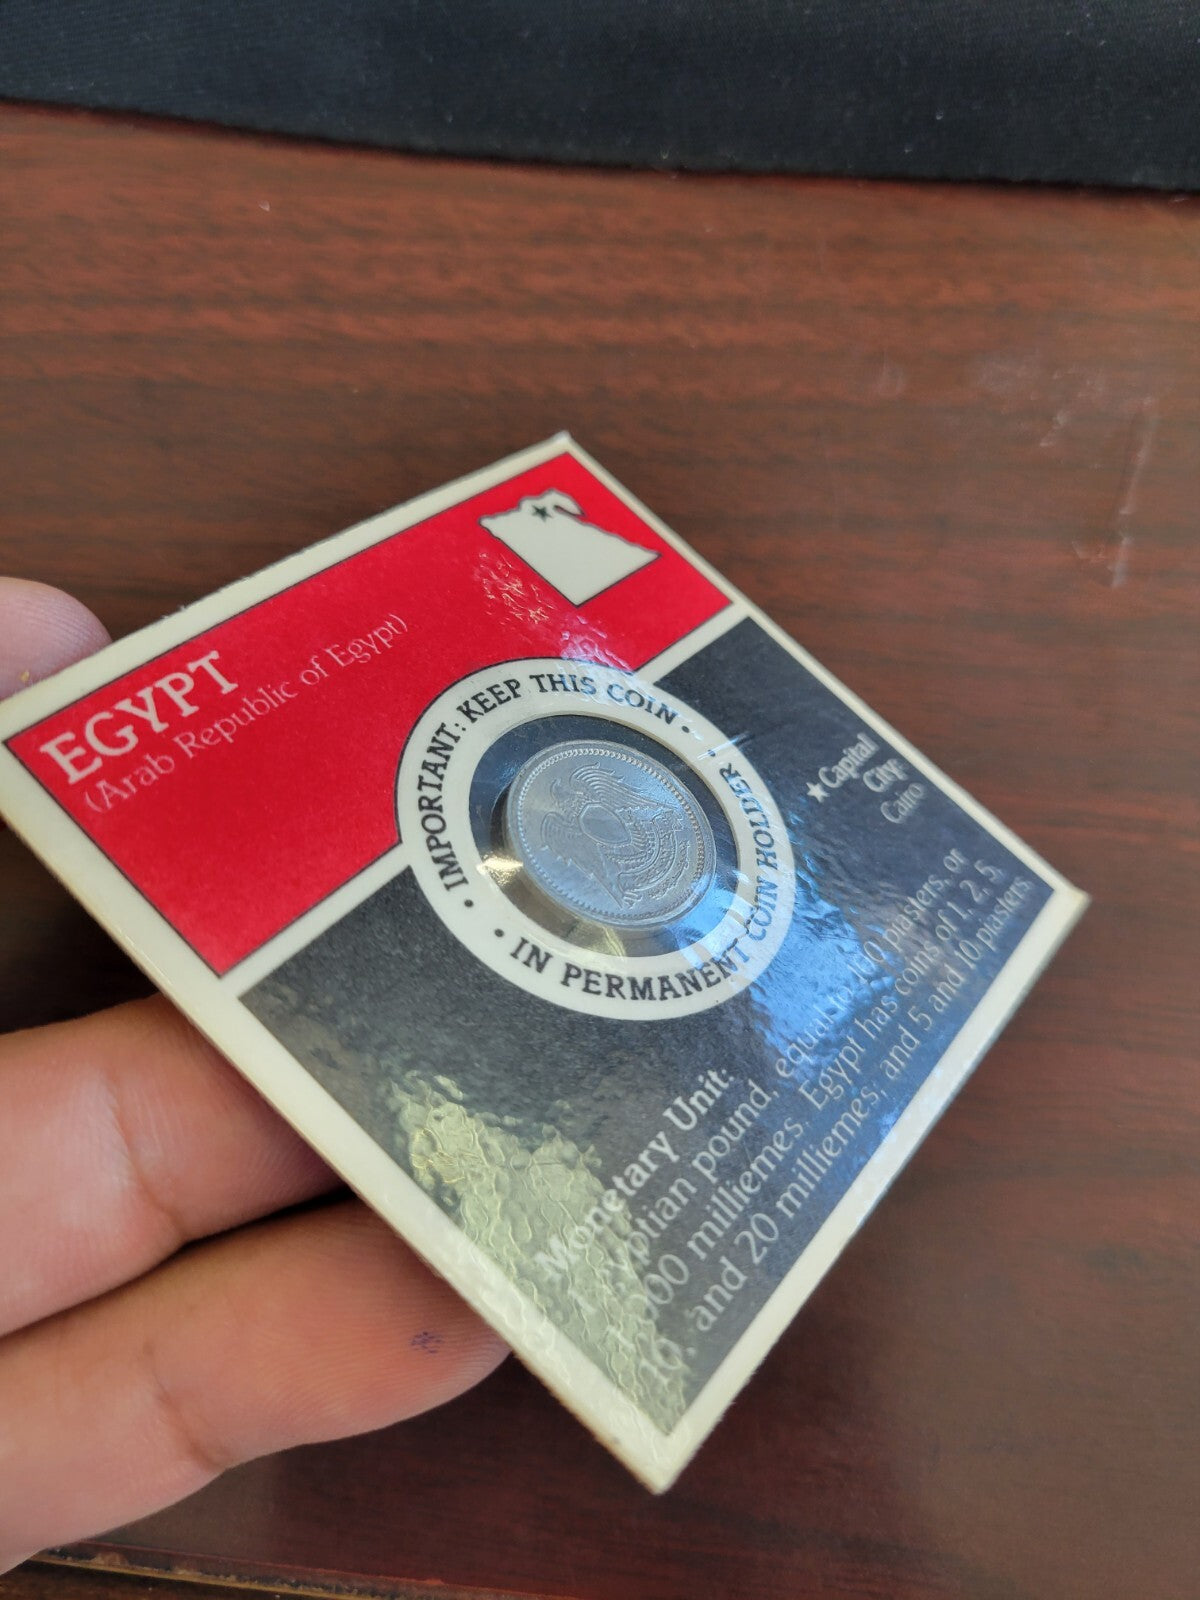 EGYPT
(Arab Republic of Egypt)
• IMPORTANT: KEEP THIS COIN •
• IN PERMANENT COIN HOLDER •
★Capital
City:
Cairo
Monetary Unit:
Egyptian pound, equal to 100 piasters, or
1,000 milliemes. Egypt has coins of 1, 2, 5,
10, and 20 milliemes; and 5 and 10 piasters.